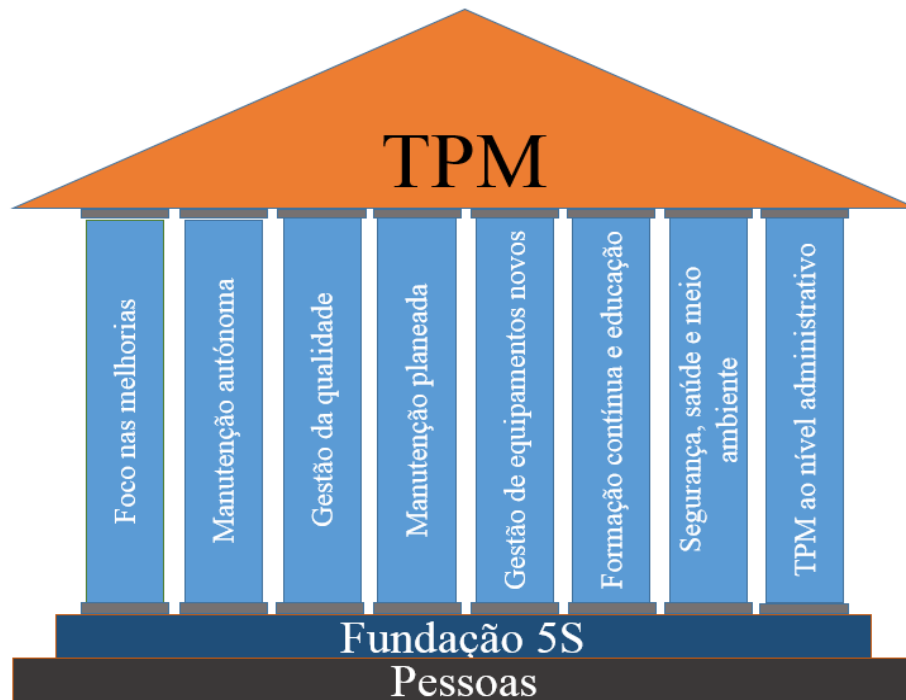 TPM
Foco nas melhorias
Manutenção autónoma
Gestão da qualidade
Manutenção planeada
Gestão de equipamentos novos
Formação contínua e educação
Segurança, saúde e meio
ambiente
TPM ao nível administrativo
Fundação 5S
Pessoas